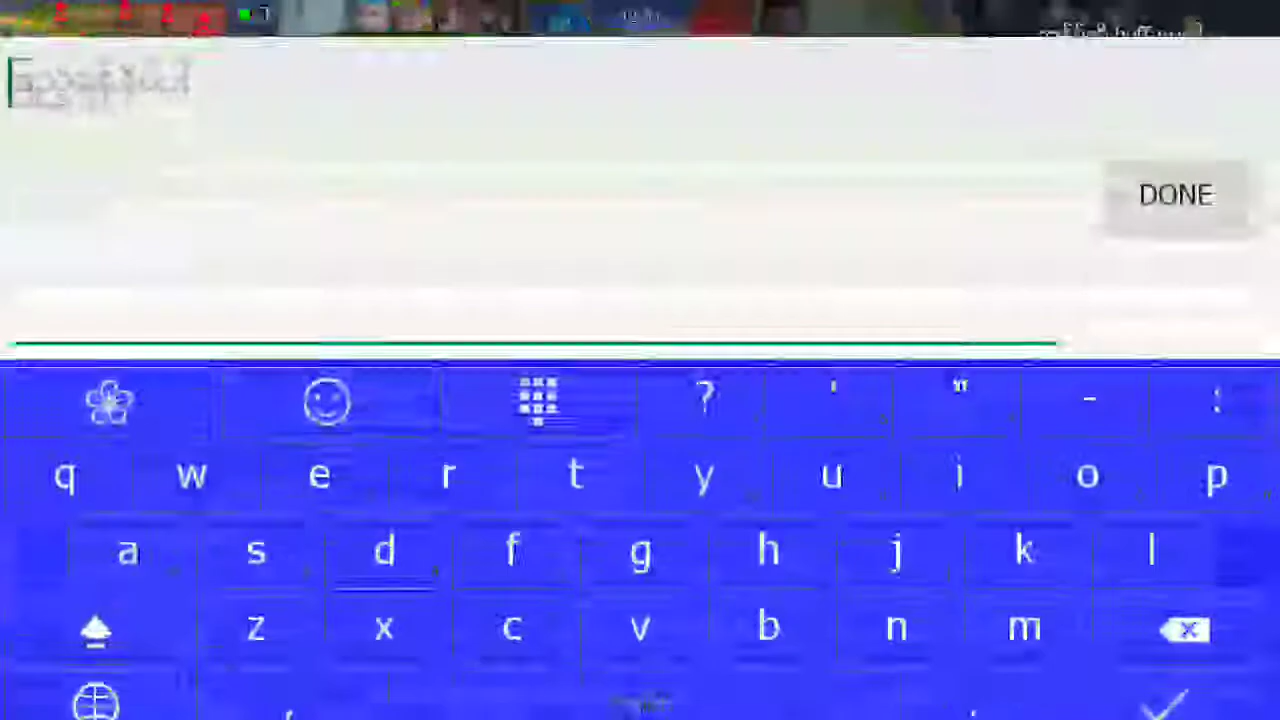 DONE
? ' " - :
q w e r t y u i o p
a s d f g h j k l
z x c v b n m
, .